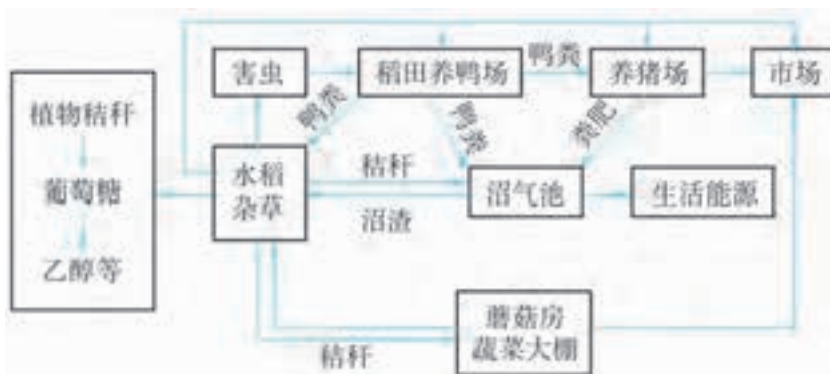 害虫
稻田养鸭场
鸭粪
养猪场
市场
植物秸秆
葡萄糖
乙醇等
鸭粪
鸭粪
粪肥
水稻
杂草
秸秆
沼渣
沼气池
生活能源
秸秆
蘑菇房
蔬菜大棚